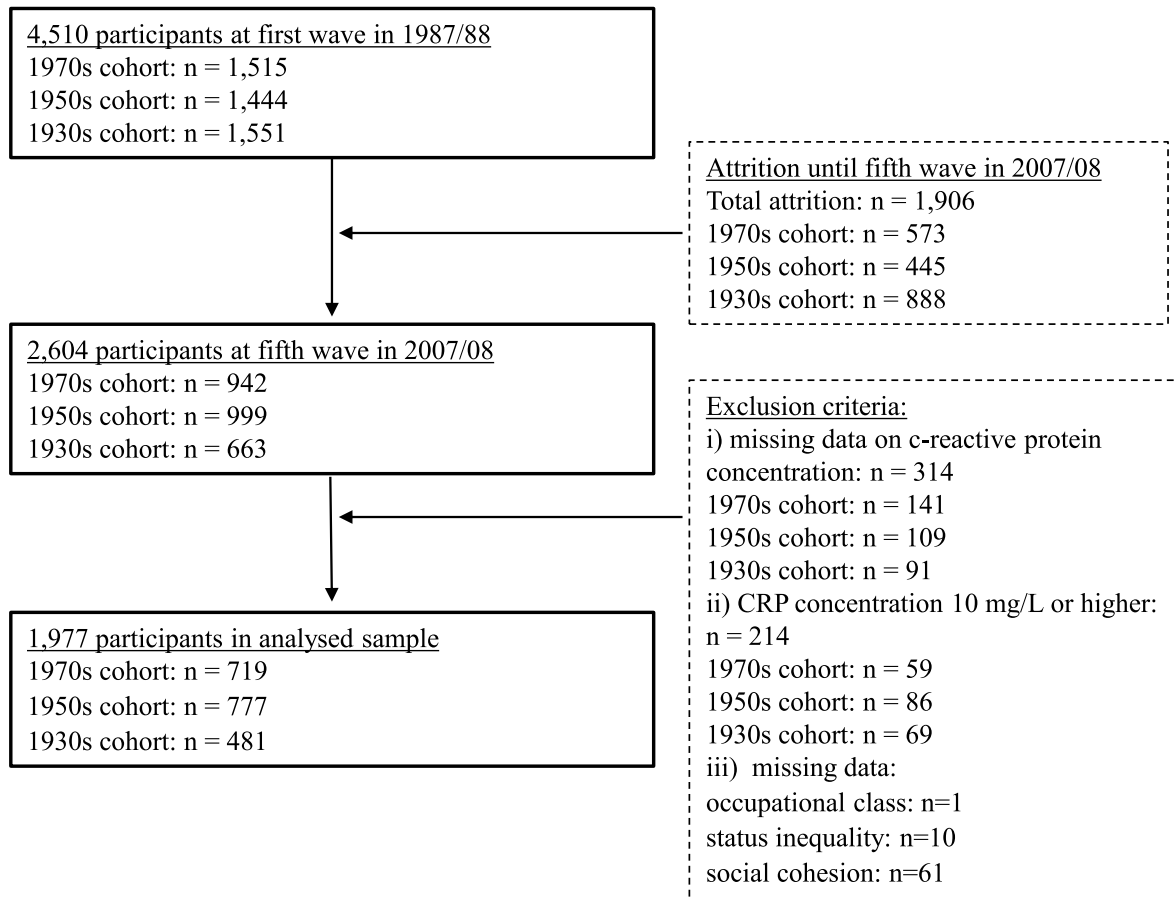 4,510 participants at first wave in 1987/88
1970s cohort: n = 1,515
1950s cohort: n = 1,444
1930s cohort: n = 1,551
Attrition until fifth wave in 2007/08
Total attrition: n = 1,906
1970s cohort: n = 573
1950s cohort: n = 445
1930s cohort: n = 888
2,604 participants at fifth wave in 2007/08
1970s cohort: n = 942
1950s cohort: n = 999
1930s cohort: n = 663
Exclusion criteria:
i) missing data on c-reactive protein
concentration: n = 314
1970s cohort: n = 141
1950s cohort: n = 109
1930s cohort: n = 91
ii) CRP concentration 10 mg/L or higher:
n = 214
1970s cohort: n = 59
1950s cohort: n = 86
1930s cohort: n = 69
iii) missing data:
occupational class: n=1
status inequality: n=10
social cohesion: n=61
1,977 participants in analysed sample
1970s cohort: n = 719
1950s cohort: n = 777
1930s cohort: n = 481